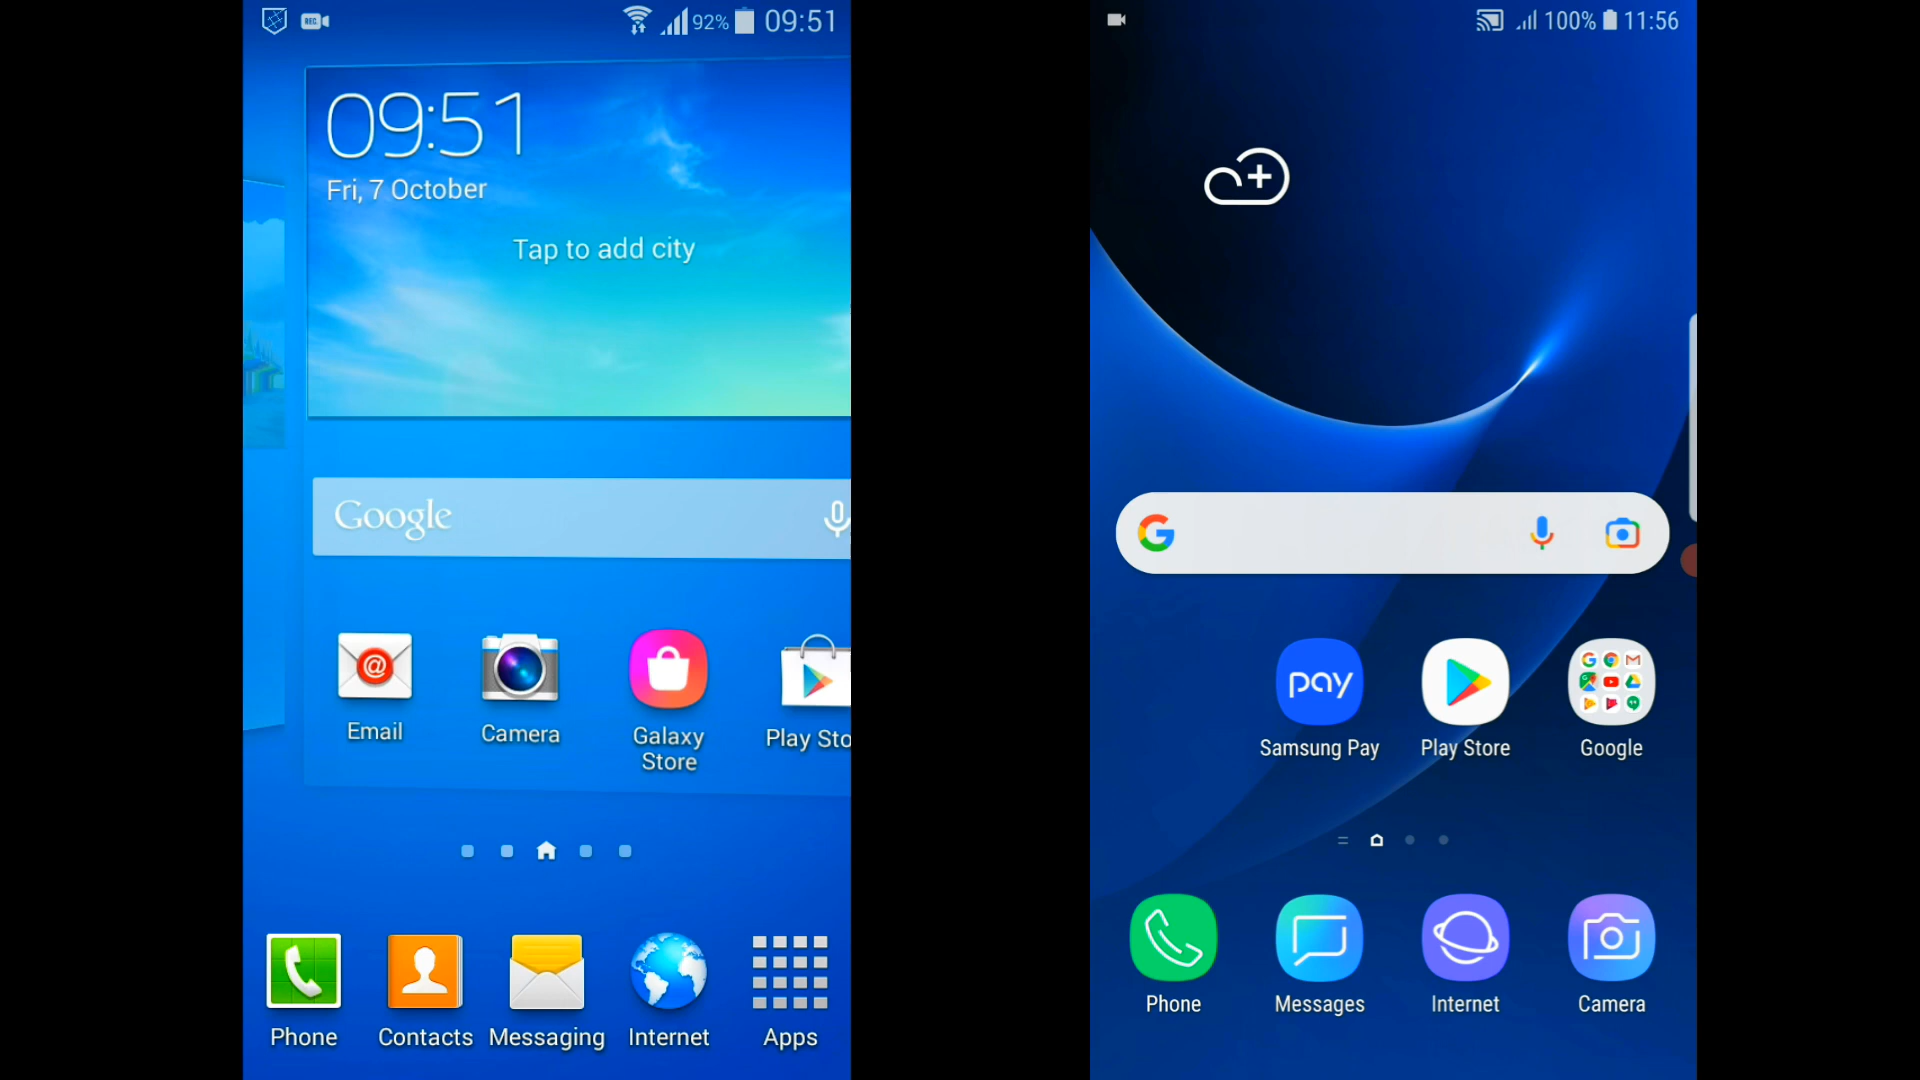 REC 92% 09:51
09:51
Fri, 7 October
Tap to add city
Google
@
Email
Camera
Galaxy
Store
Play Sto
Phone
Contacts
Messaging
Internet
Apps
100% 11:56
G
pay
Samsung Pay
Play Store
Google
Phone
Messages
Internet
Camera